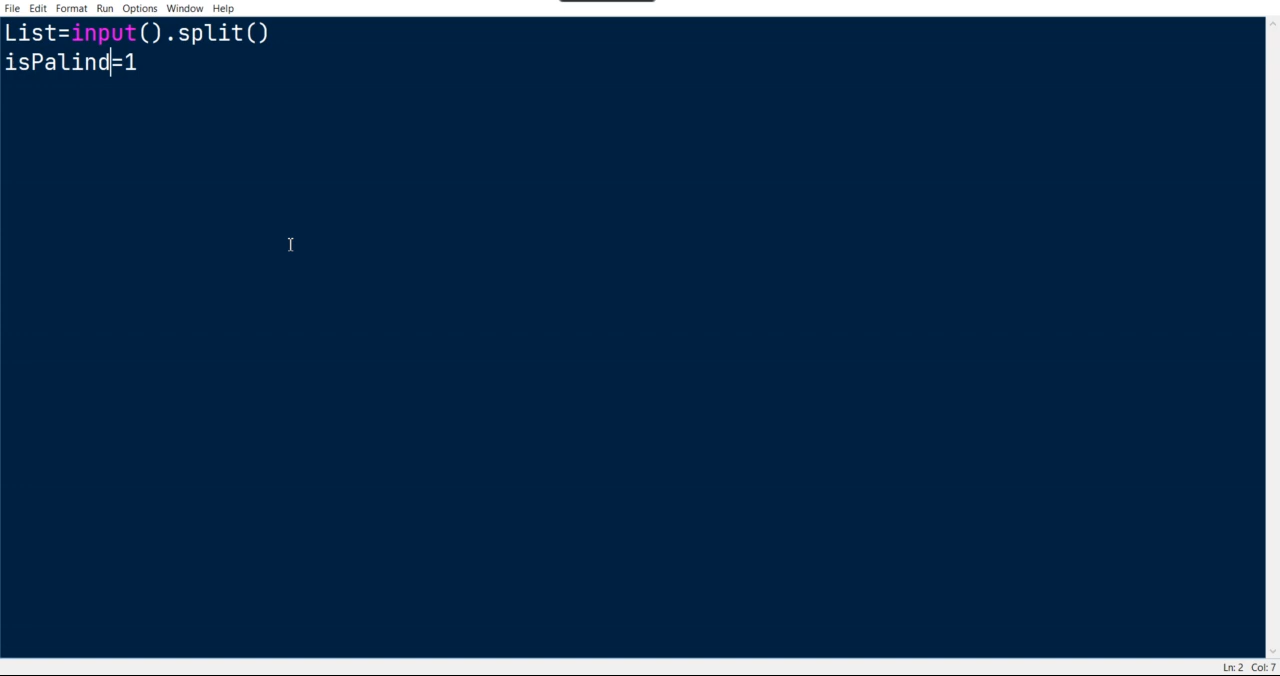 File Edit Format Run Options Window Help
List=input().split()
isPalind=1
Ln: 2 Col: 7